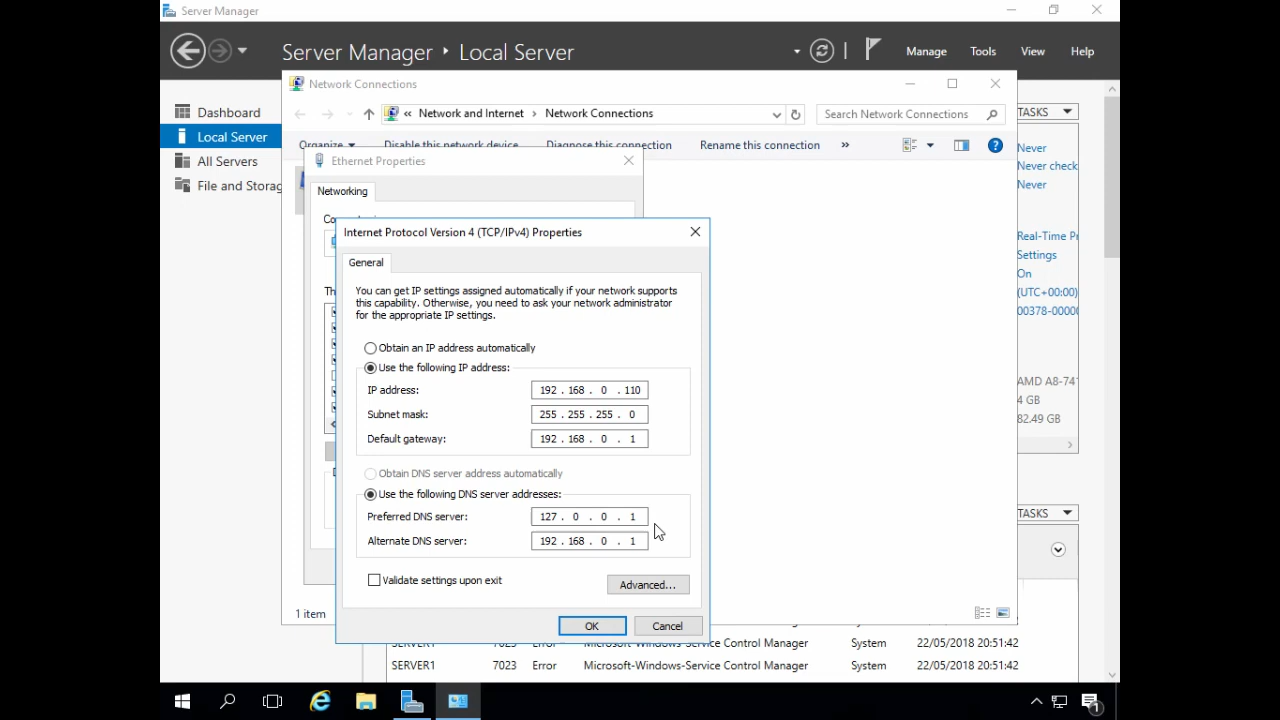 Server Manager
Server Manager ‣ Local Server
Manage Tools View Help
Dashboard
Local Server
All Servers
File and Storag
Network Connections
« Network and Internet › Network Connections
Search Network Connections
Organize Disable this network device Diagnose this connection Rename this connection »
Ethernet Properties
Networking
Internet Protocol Version 4 (TCP/IPv4) Properties
General
You can get IP settings assigned automatically if your network supports
this capability. Otherwise, you need to ask your network administrator
for the appropriate IP settings.
Obtain an IP address automatically
Use the following IP address:
IP address: 192 . 168 . 0 . 110
Subnet mask: 255 . 255 . 255 . 0
Default gateway: 192 . 168 . 0 . 1
Obtain DNS server address automatically
Use the following DNS server addresses:
Preferred DNS server: 127 . 0 . 0 . 1
Alternate DNS server: 192 . 168 . 0 . 1
Validate settings upon exit
Advanced...
OK Cancel
1 item
TASKS
Never
Never check
Never
Real-Time Pr
Settings
On
(UTC+00:00)
00378-00000
AMD A8-741
4 GB
82.49 GB
TASKS
SERVER1 7023 Error Microsoft-Windows-Service Control Manager System 22/05/2018 20:51:42
SERVER1 7023 Error Microsoft-Windows-Service Control Manager System 22/05/2018 20:51:42
1